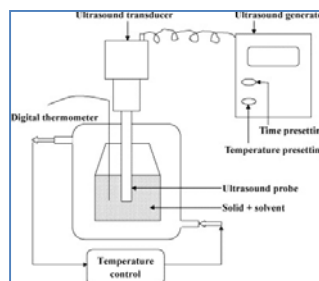 Ultrasound transducer
Ultrasound generato
Digital thermometer
Time presettin
Temperature presettin
Ultrasound probe
Solid + solvent
Temperature
control